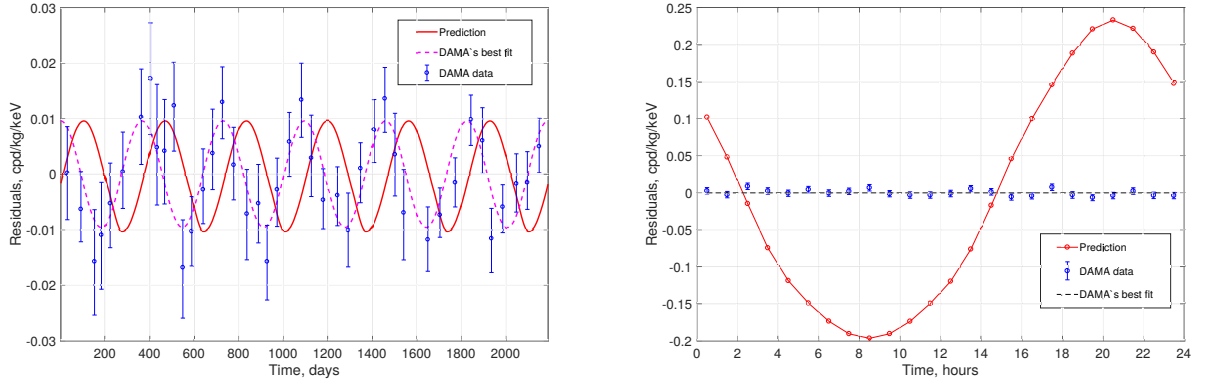 0.03
0.02
0.01
0
-0.01
-0.02
-0.03
Residuals, cpd/kg/keV
Prediction
DAMA`s best fit
DAMA data
200 400 600 800 1000 1200 1400 1600 1800 2000
Time, days
0.25
0.2
0.15
0.1
0.05
0
-0.05
-0.1
-0.15
-0.2
Residuals, cpd/kg/keV
Prediction
DAMA data
DAMA`s best fit
0 2 4 6 8 10 12 14 16 18 20 22 24
Time, hours